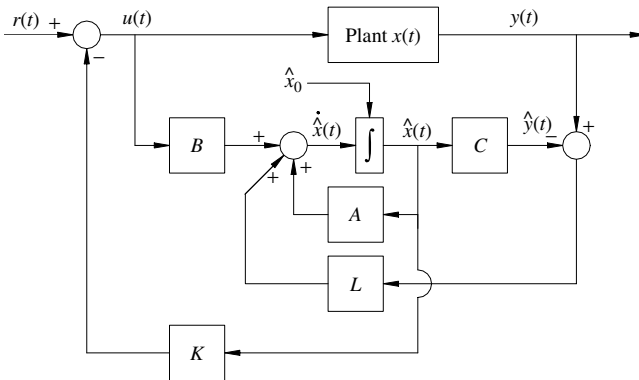 r(t) + u(t) Plant x(t) y(t)
−
x̂₀
B + ẋ̂(t) ∫ x̂(t) C ŷ(t) − +
+ +
A
L
K